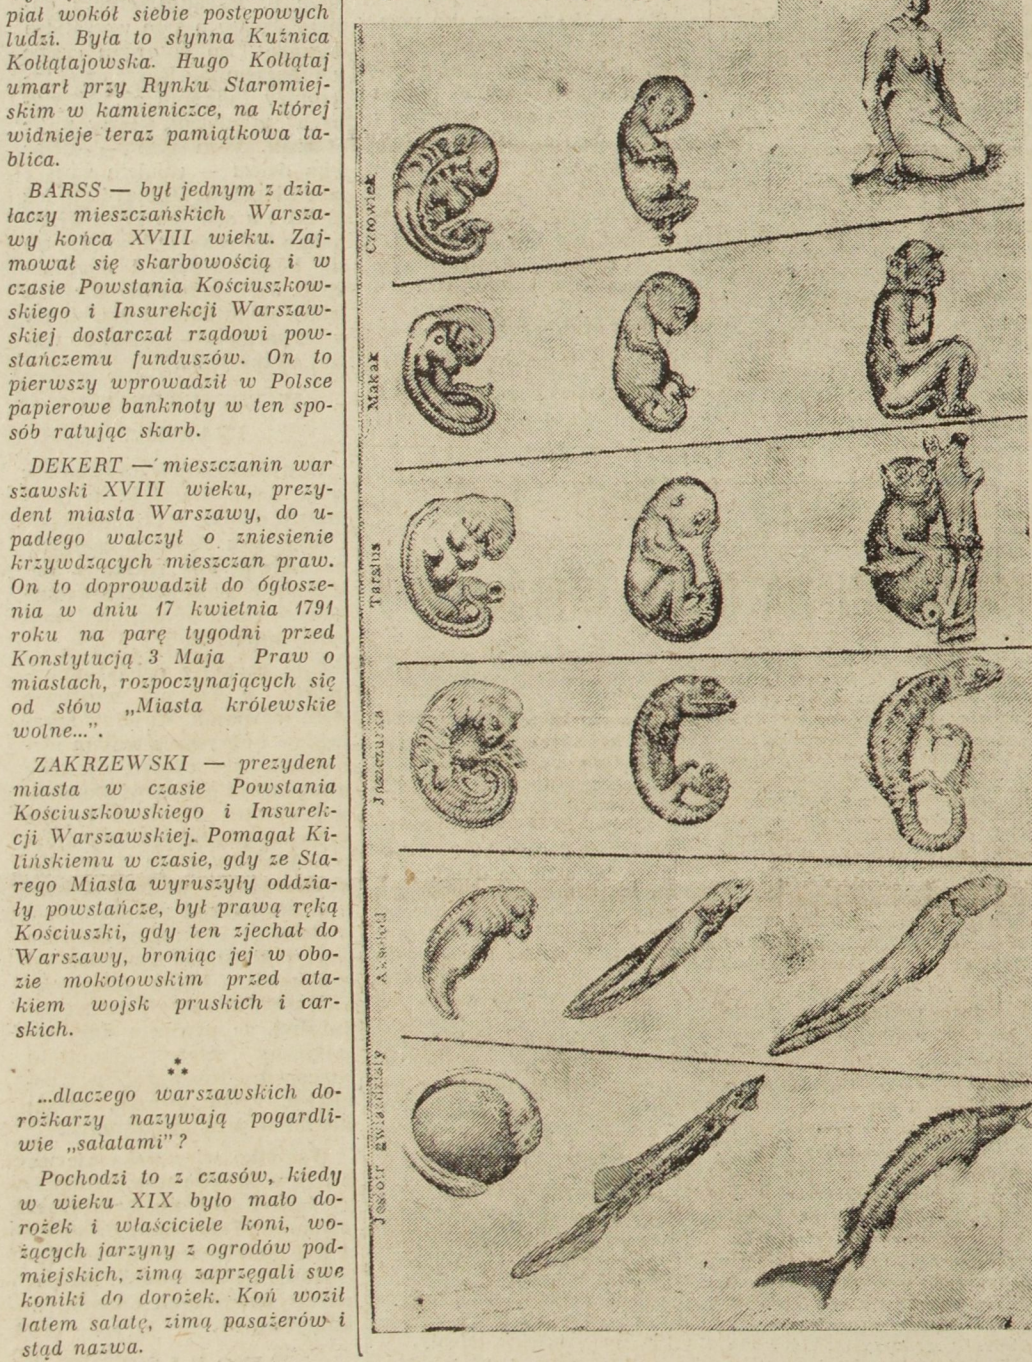 piał wokół siebie postępowych
ludzi. Była to słynna Kuźnica
Kołłątajowska. Hugo Kołłątaj
umarł przy Rynku Staromiej-
skim w kamieniczce, na której
widnieje teraz pamiątkowa ta-
blica.
BARSS — był jednym z dzia-
łaczy mieszczańskich Warsza-
wy końca XVIII wieku. Zaj-
mował się skarbowością i w
czasie Powstania Kościuszkow-
skiego i Insurekcji Warszaw-
skiej dostarczał rządowi pow-
stańczemu funduszów. On to
pierwszy wprowadził w Polsce
papierowe banknoty w ten spo-
sób ratując skarb.
DEKERT — mieszczanin war
szawski XVIII wieku, prezy-
dent miasta Warszawy, do u-
padłego walczył o zniesienie
krzywdzących mieszczan praw.
On to doprowadził do ogłosze-
nia w dniu 17 kwietnia 1791
roku na parę tygodni przed
Konstytucją 3 Maja Praw o
miastach, rozpoczynających się
od słów „Miasta królewskie
wolne...”.
ZAKRZEWSKI — prezydent
miasta w czasie Powstania
Kościuszkowskiego i Insurek-
cji Warszawskiej. Pomagał Ki-
lińskiemu w czasie, gdy ze Sta-
rego Miasta wyruszyły oddzia-
ły powstańcze, był prawą ręką
Kościuszki, gdy ten zjechał do
Warszawy, broniąc jej w obo-
zie mokotowskim przed ata-
kiem wojsk pruskich i car-
skich.
...dlaczego warszawskich do-
rożkarzy nazywają pogardli-
wie „sałatami”?
Pochodzi to z czasów, kiedy
w wieku XIX było mało do-
rożek i właściciele koni, wo-
żących jarzyny z ogrodów pod-
miejskich, zimą zaprzęgali swe
koniki do dorożek. Koń woził
latem sałatę, zimą pasażerów i
stąd nazwa.
Człowiek
Makak
Tarsius
Jaszczurka
Aksolotl
Jesiotr gwiaździsty